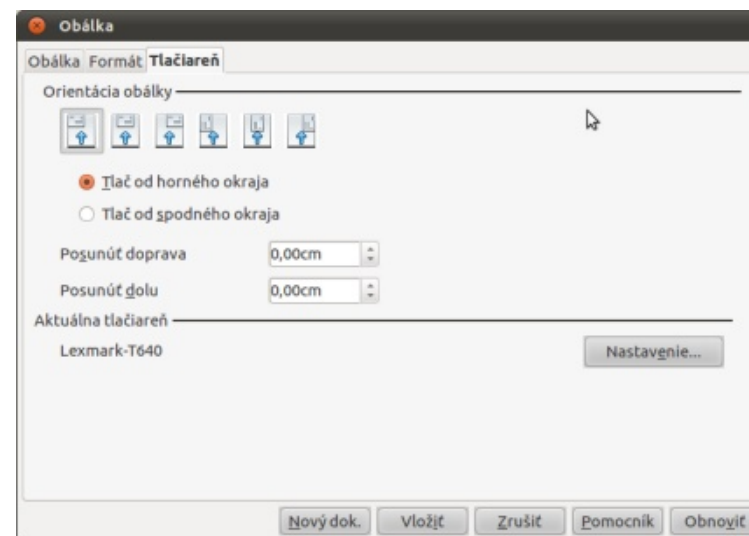 Obálka
Obálka Formát Tlačiareň
Orientácia obálky
Tlač od horného okraja
Tlač od spodného okraja
Posunúť doprava 0,00cm
Posunúť dolu 0,00cm
Aktuálna tlačiareň
Lexmark-T640 Nastavenie...
Nový dok. Vložiť Zrušiť Pomocník Obnoviť